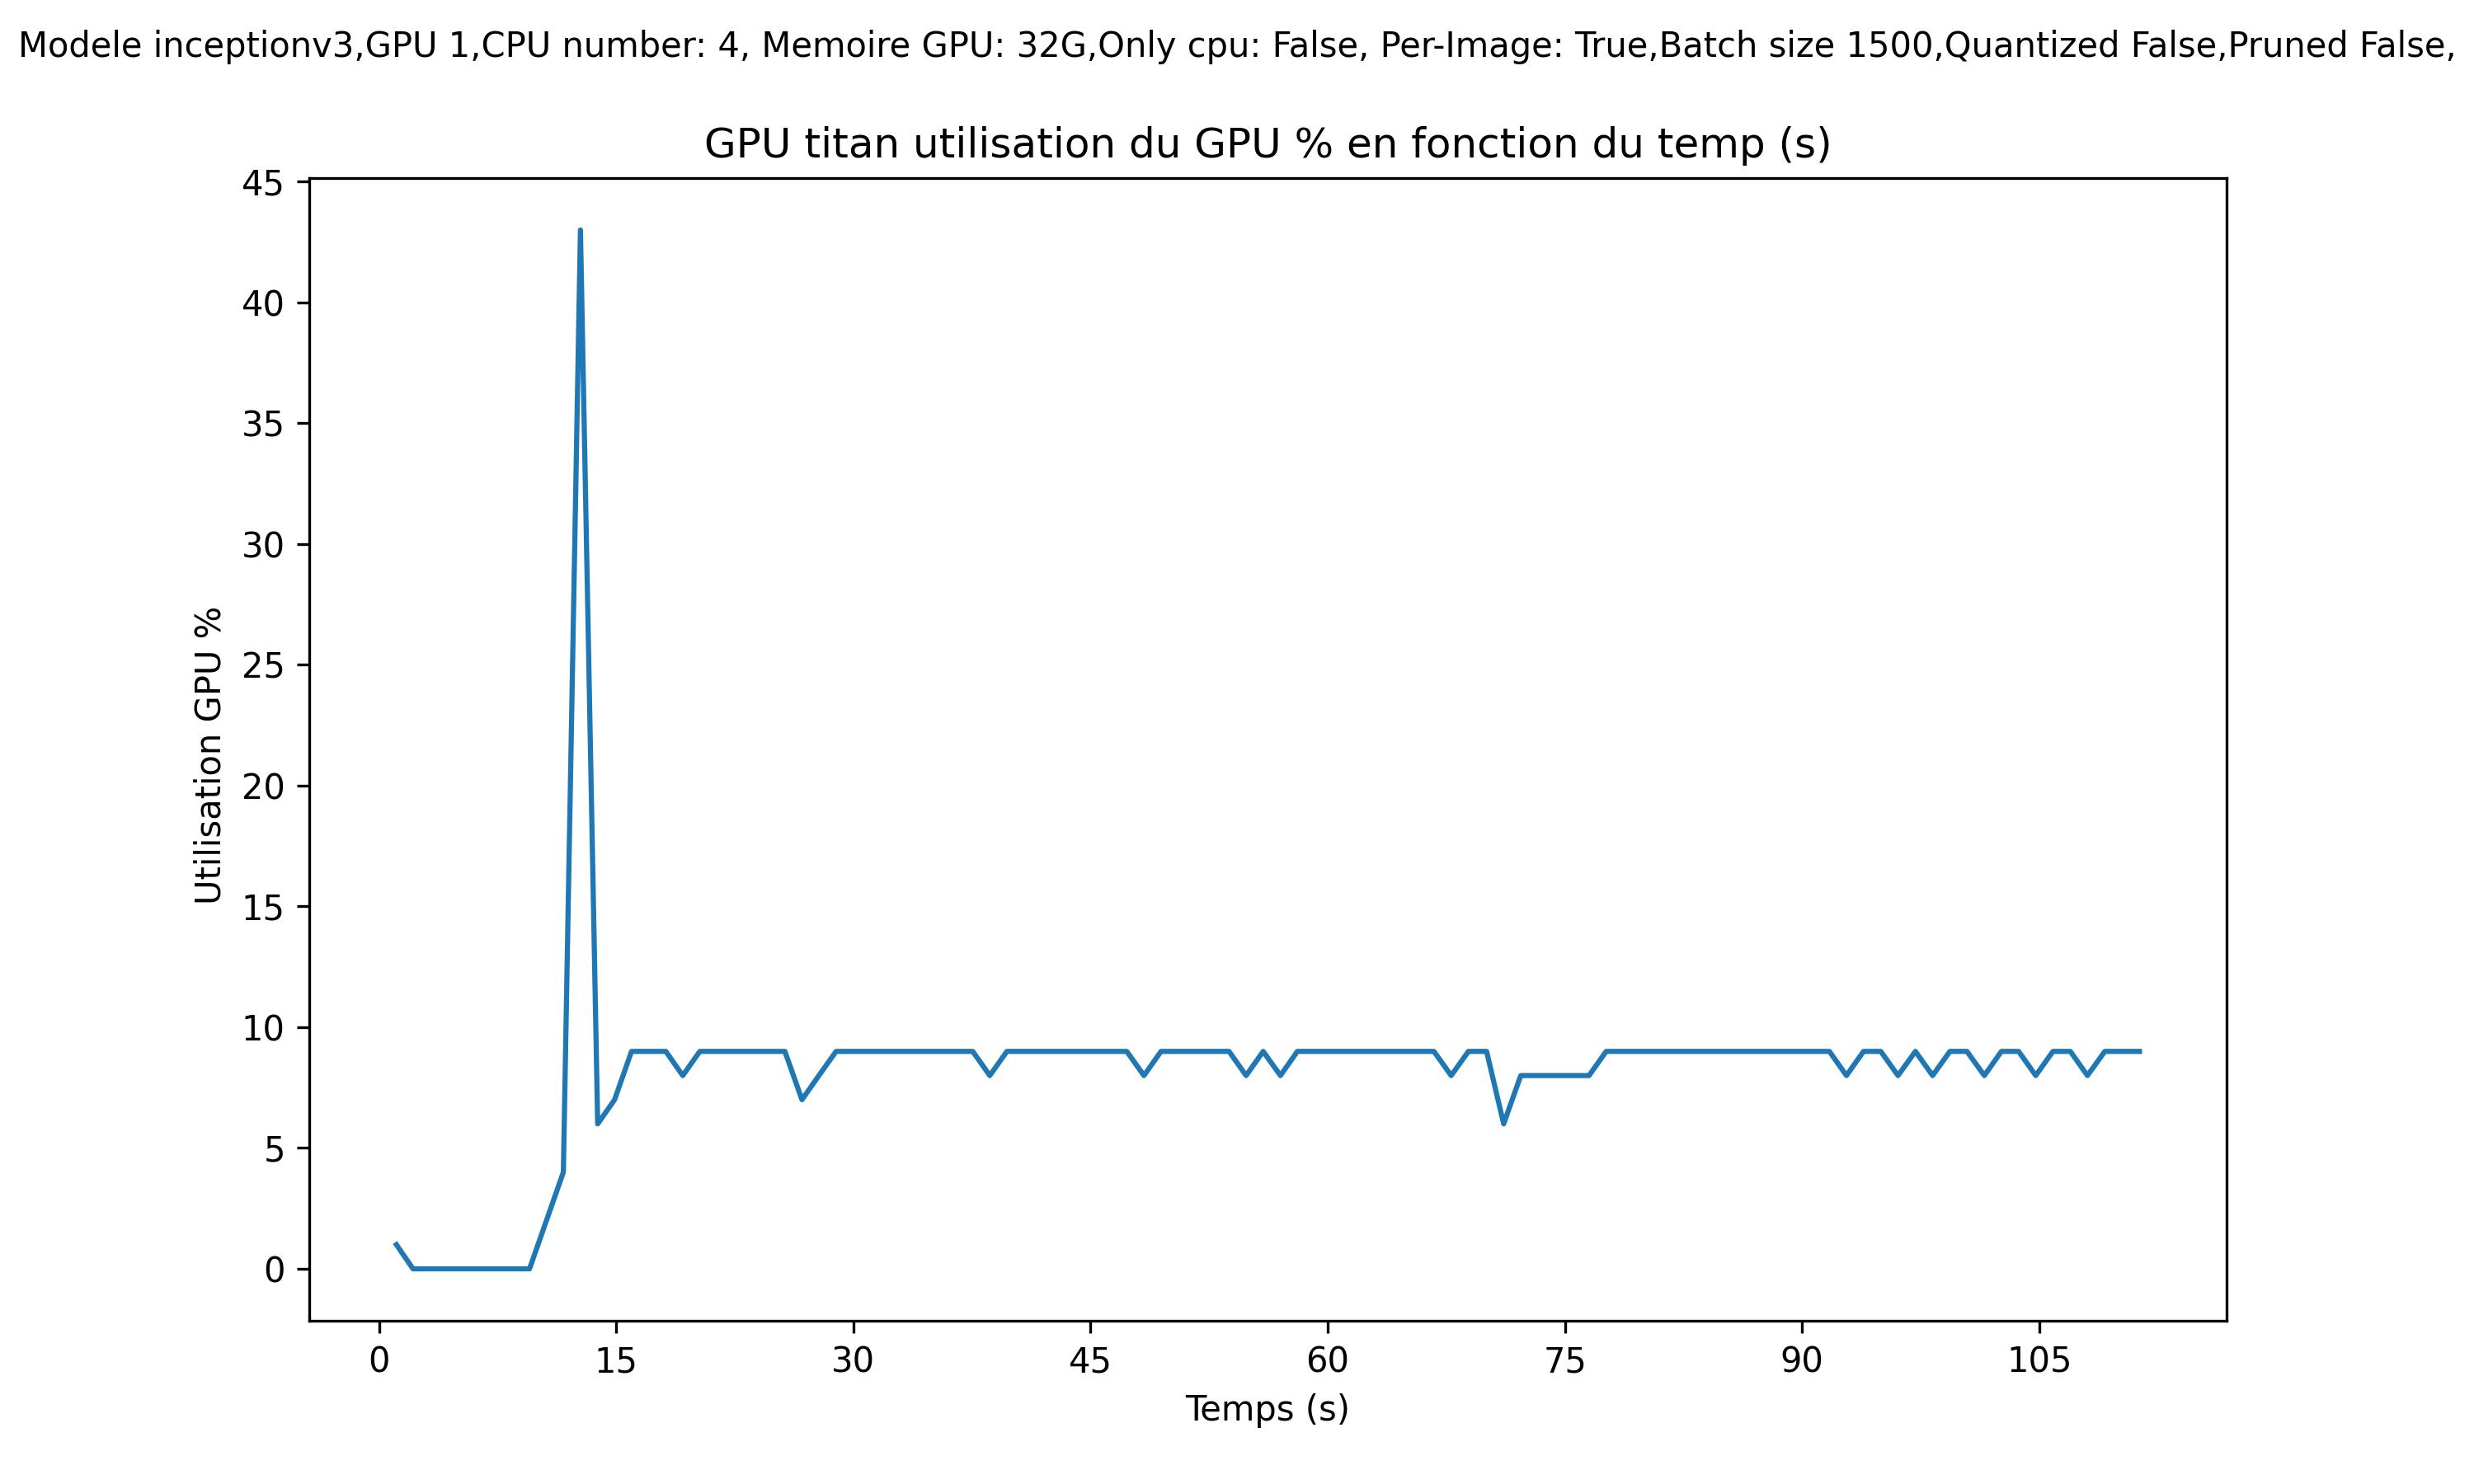 Modele inceptionv3,GPU 1,CPU number: 4, Memoire GPU: 32G,Only cpu: False, Per-Image: True,Batch size 1500,Quantized False,Pruned False,
GPU titan utilisation du GPU % en fonction du temp (s)
45
40
35
30
25
20
15
10
5
0
Utilisation GPU %
0 15 30 45 60 75 90 105
Temps (s)